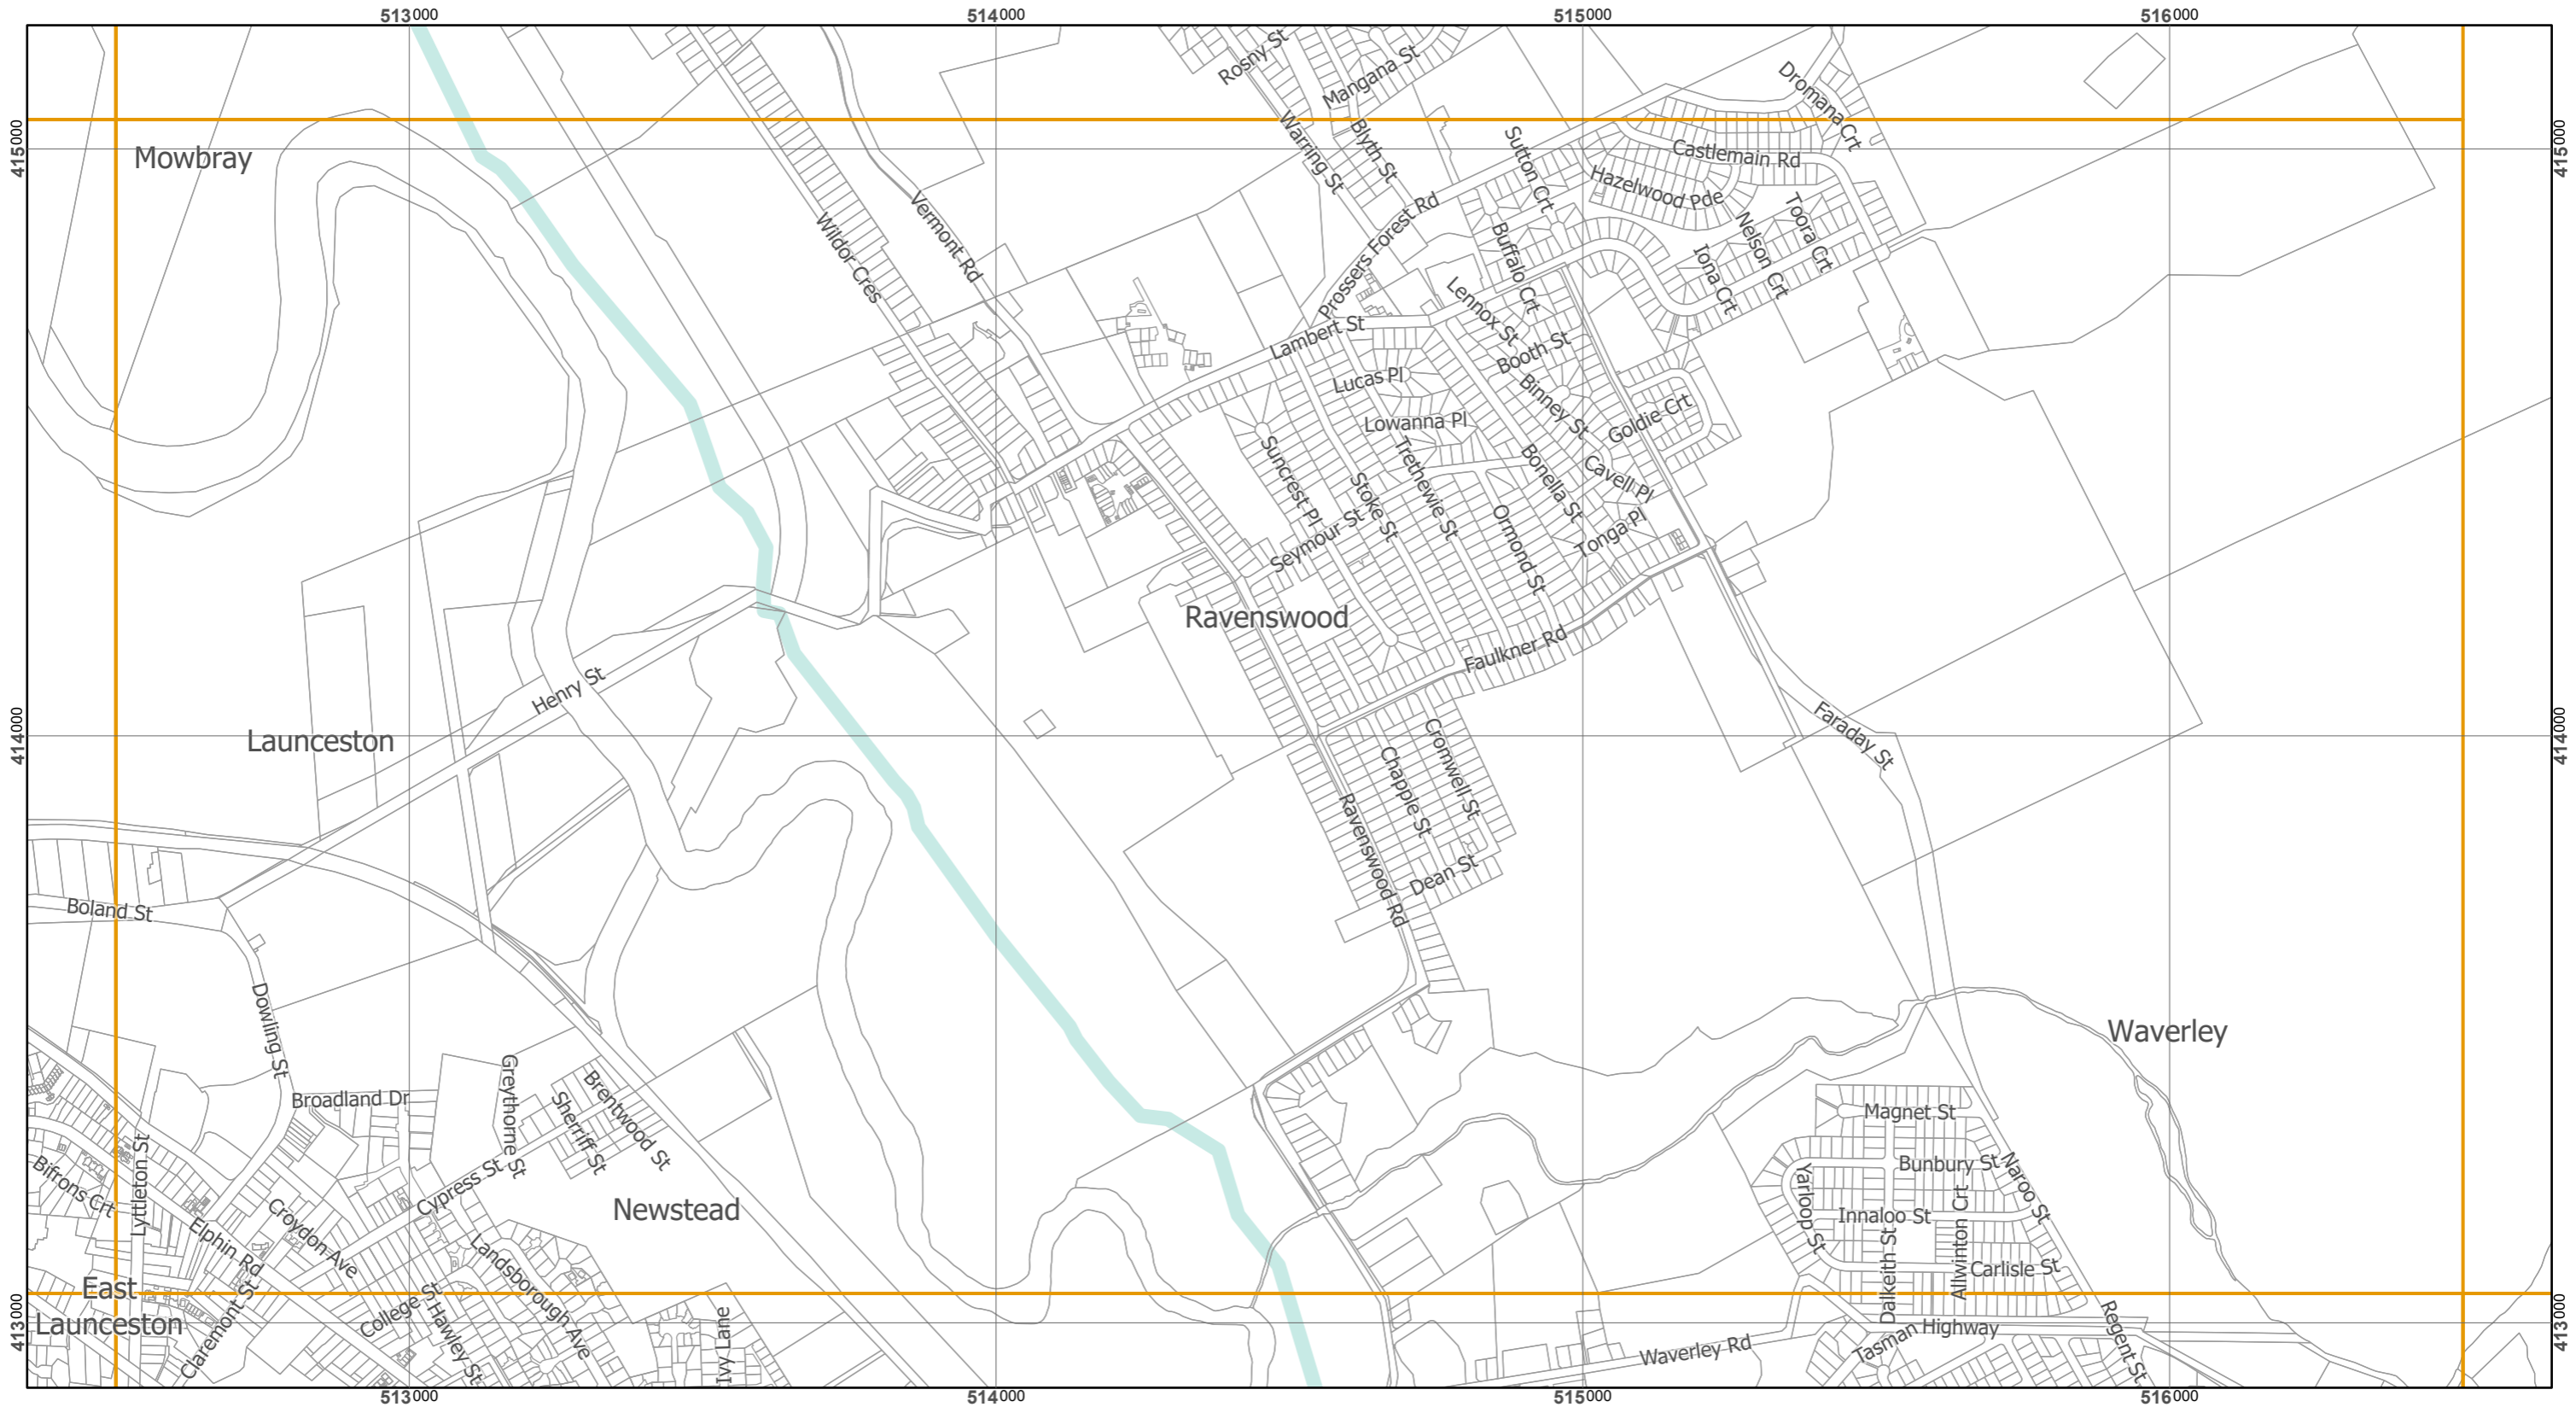 513000
514000
515000
516000
415000
415000
Rosny St
Mangana St
Dromana Crt
Mowbray
Warring St
Blyth St
Sutton Crt
Castlemain Rd
Hazelwood Pde
Wildor Cres
Vermont Rd
Prossers Forest Rd
Buffalo Crt
Iona Crt
Nelson Crt
Toora Crt
Lennox St
Lambert St
Booth St
Lucas Pl
Binney St
Goldie Crt
Lowanna Pl
Suncrest Pl
Stoke St
Trethewie St
Bonella St
Cavell Pl
Seymour St
Ormond St
Tonga Pl
Ravenswood
Faulkner Rd
Henry St
414000
Launceston
Faraday St
414000
Chapple St
Cromwell St
Ravenswood Rd
Dean St
Boland St
Dowling St
Waverley
Broadland Dr
Greythorne St
Sherriff St
Brentwood St
Magnet St
Bifrons Crt
Lyttleton St
Cypress St
Newstead
Bunbury St
Naroo St
Yarloop St
Innaloo St
Allwinton Crt
Dalkeith St
Carlisle St
Elphin Rd
Croydon Ave
Landsborough Ave
East
Launceston
Claremont St
College St
Hawley St
Ivy Lane
413000
413000
Waverley Rd
Tasman Highway
Regent St
513000
514000
515000
516000